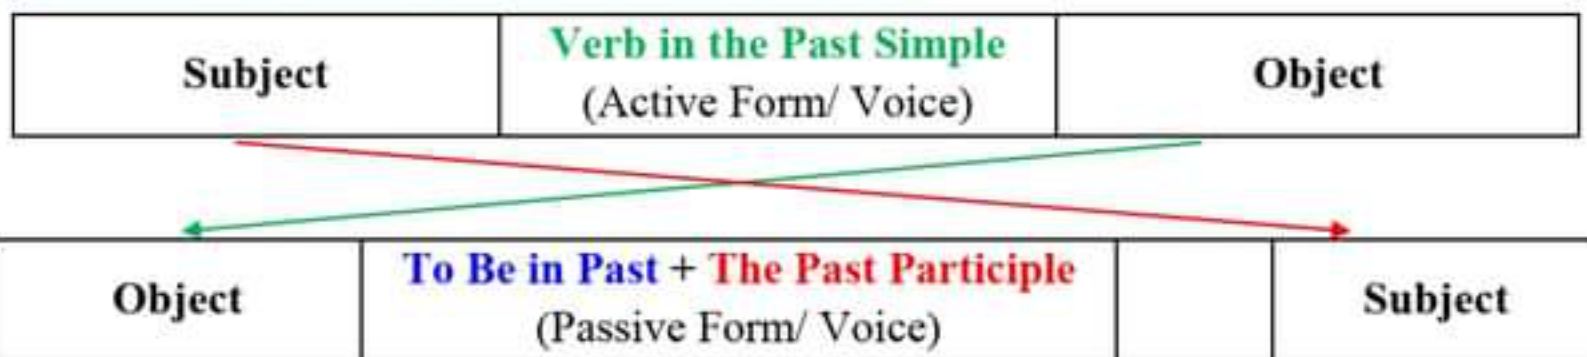 Subject
Verb in the Past Simple
(Active Form/ Voice)
Object
Object
To Be in Past + The Past Participle
(Passive Form/ Voice)
Subject